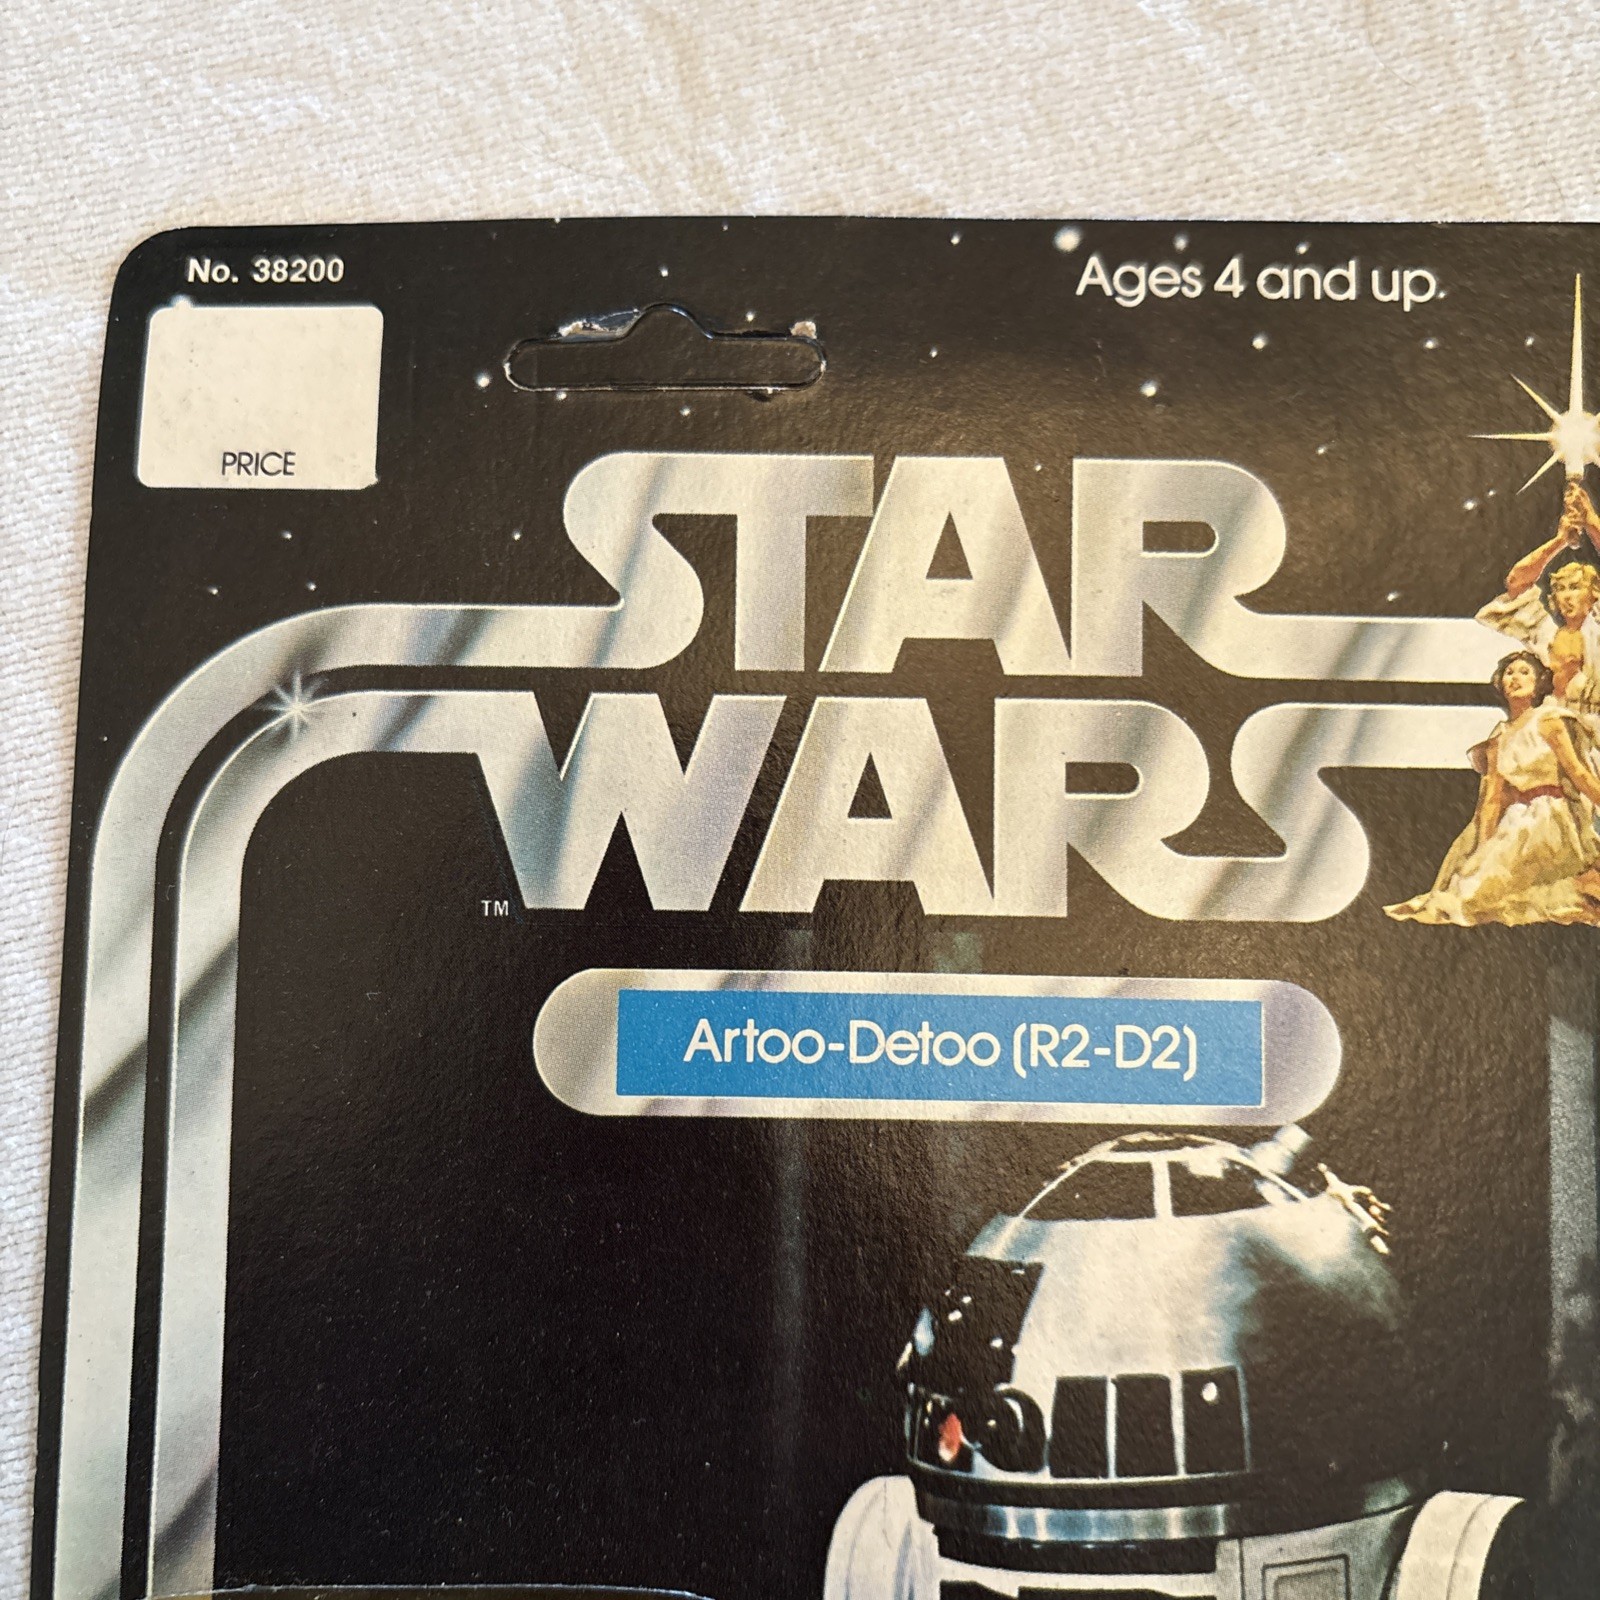 No. 38200
Ages 4 and up.
PRICE
STAR
WARS
TM
Artoo-Detoo (R2-D2)